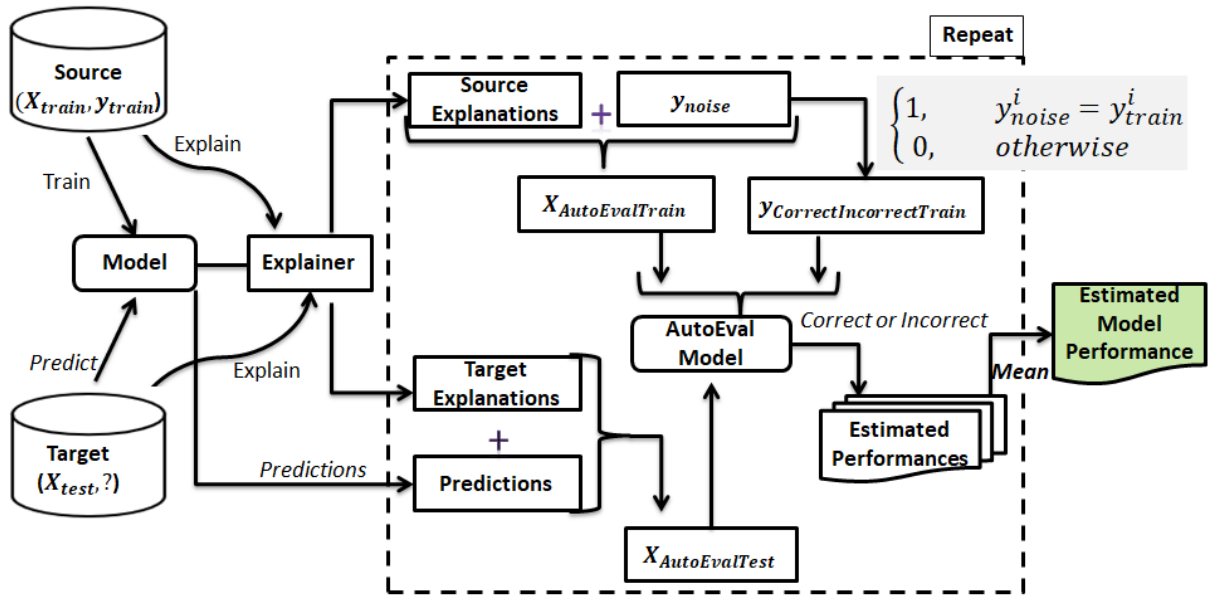 Repeat
Source
(X_train, y_train)
Source
Explanations
+
y_noise
{1, y^i_noise = y^i_train
0, otherwise
Explain
Train
X_AutoEvalTrain
y_CorrectIncorrectTrain
Model
Explainer
Estimated
Model
Performance
AutoEval
Model
Correct or Incorrect
Mean
Predict
Explain
Target
Explanations
+
Predictions
Estimated
Performances
Target
(X_test, ?)
Predictions
X_AutoEvalTest